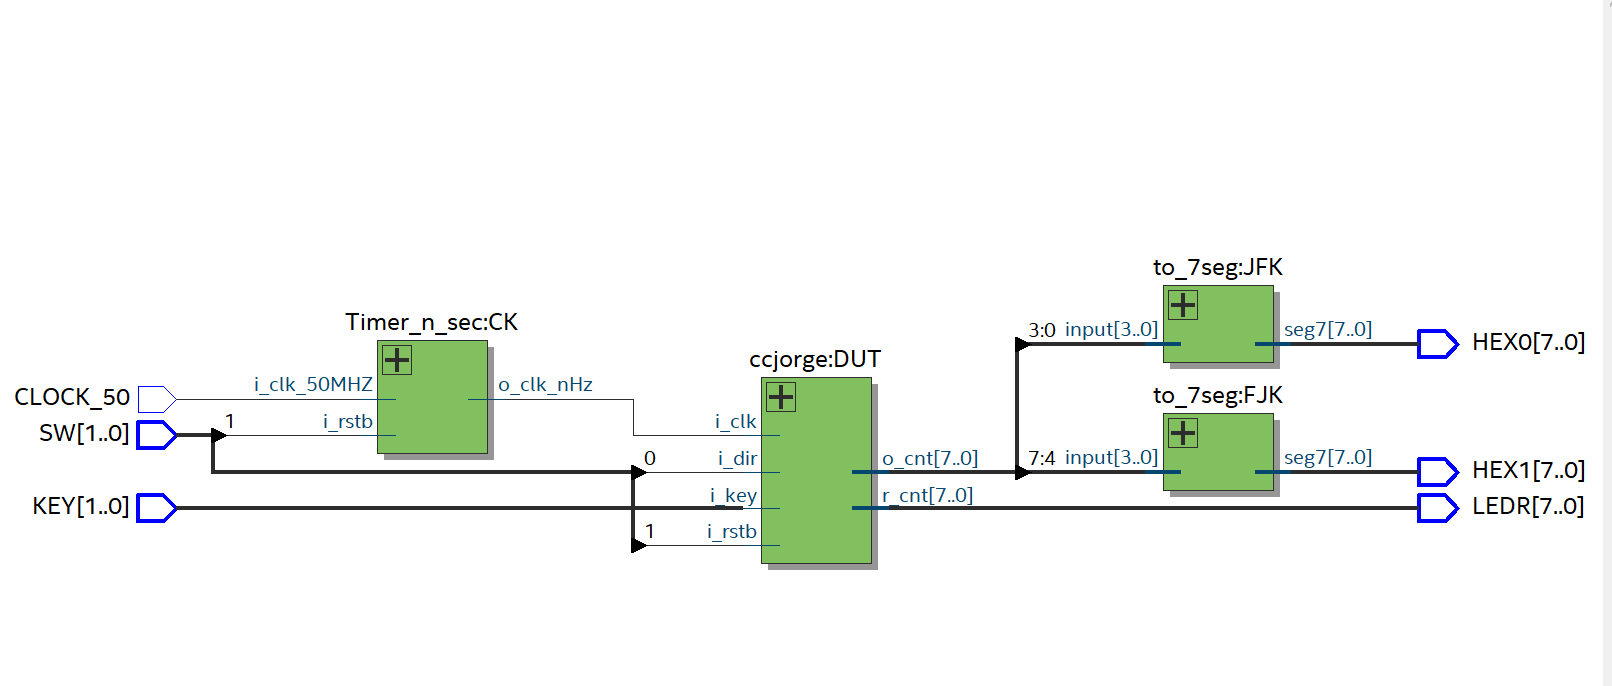 to_7seg:JFK
3:0 input[3..0] seg7[7..0] HEX0[7..0]
Timer_n_sec:CK
ccjorge:DUT
CLOCK_50 i_clk_50MHZ o_clk_nHz
to_7seg:FJK
SW[1..0] 1 i_rstb i_clk
0 i_dir o_cnt[7..0] 7:4 input[3..0] seg7[7..0] HEX1[7..0]
KEY[1..0] i_key r_cnt[7..0] LEDR[7..0]
1 i_rstb